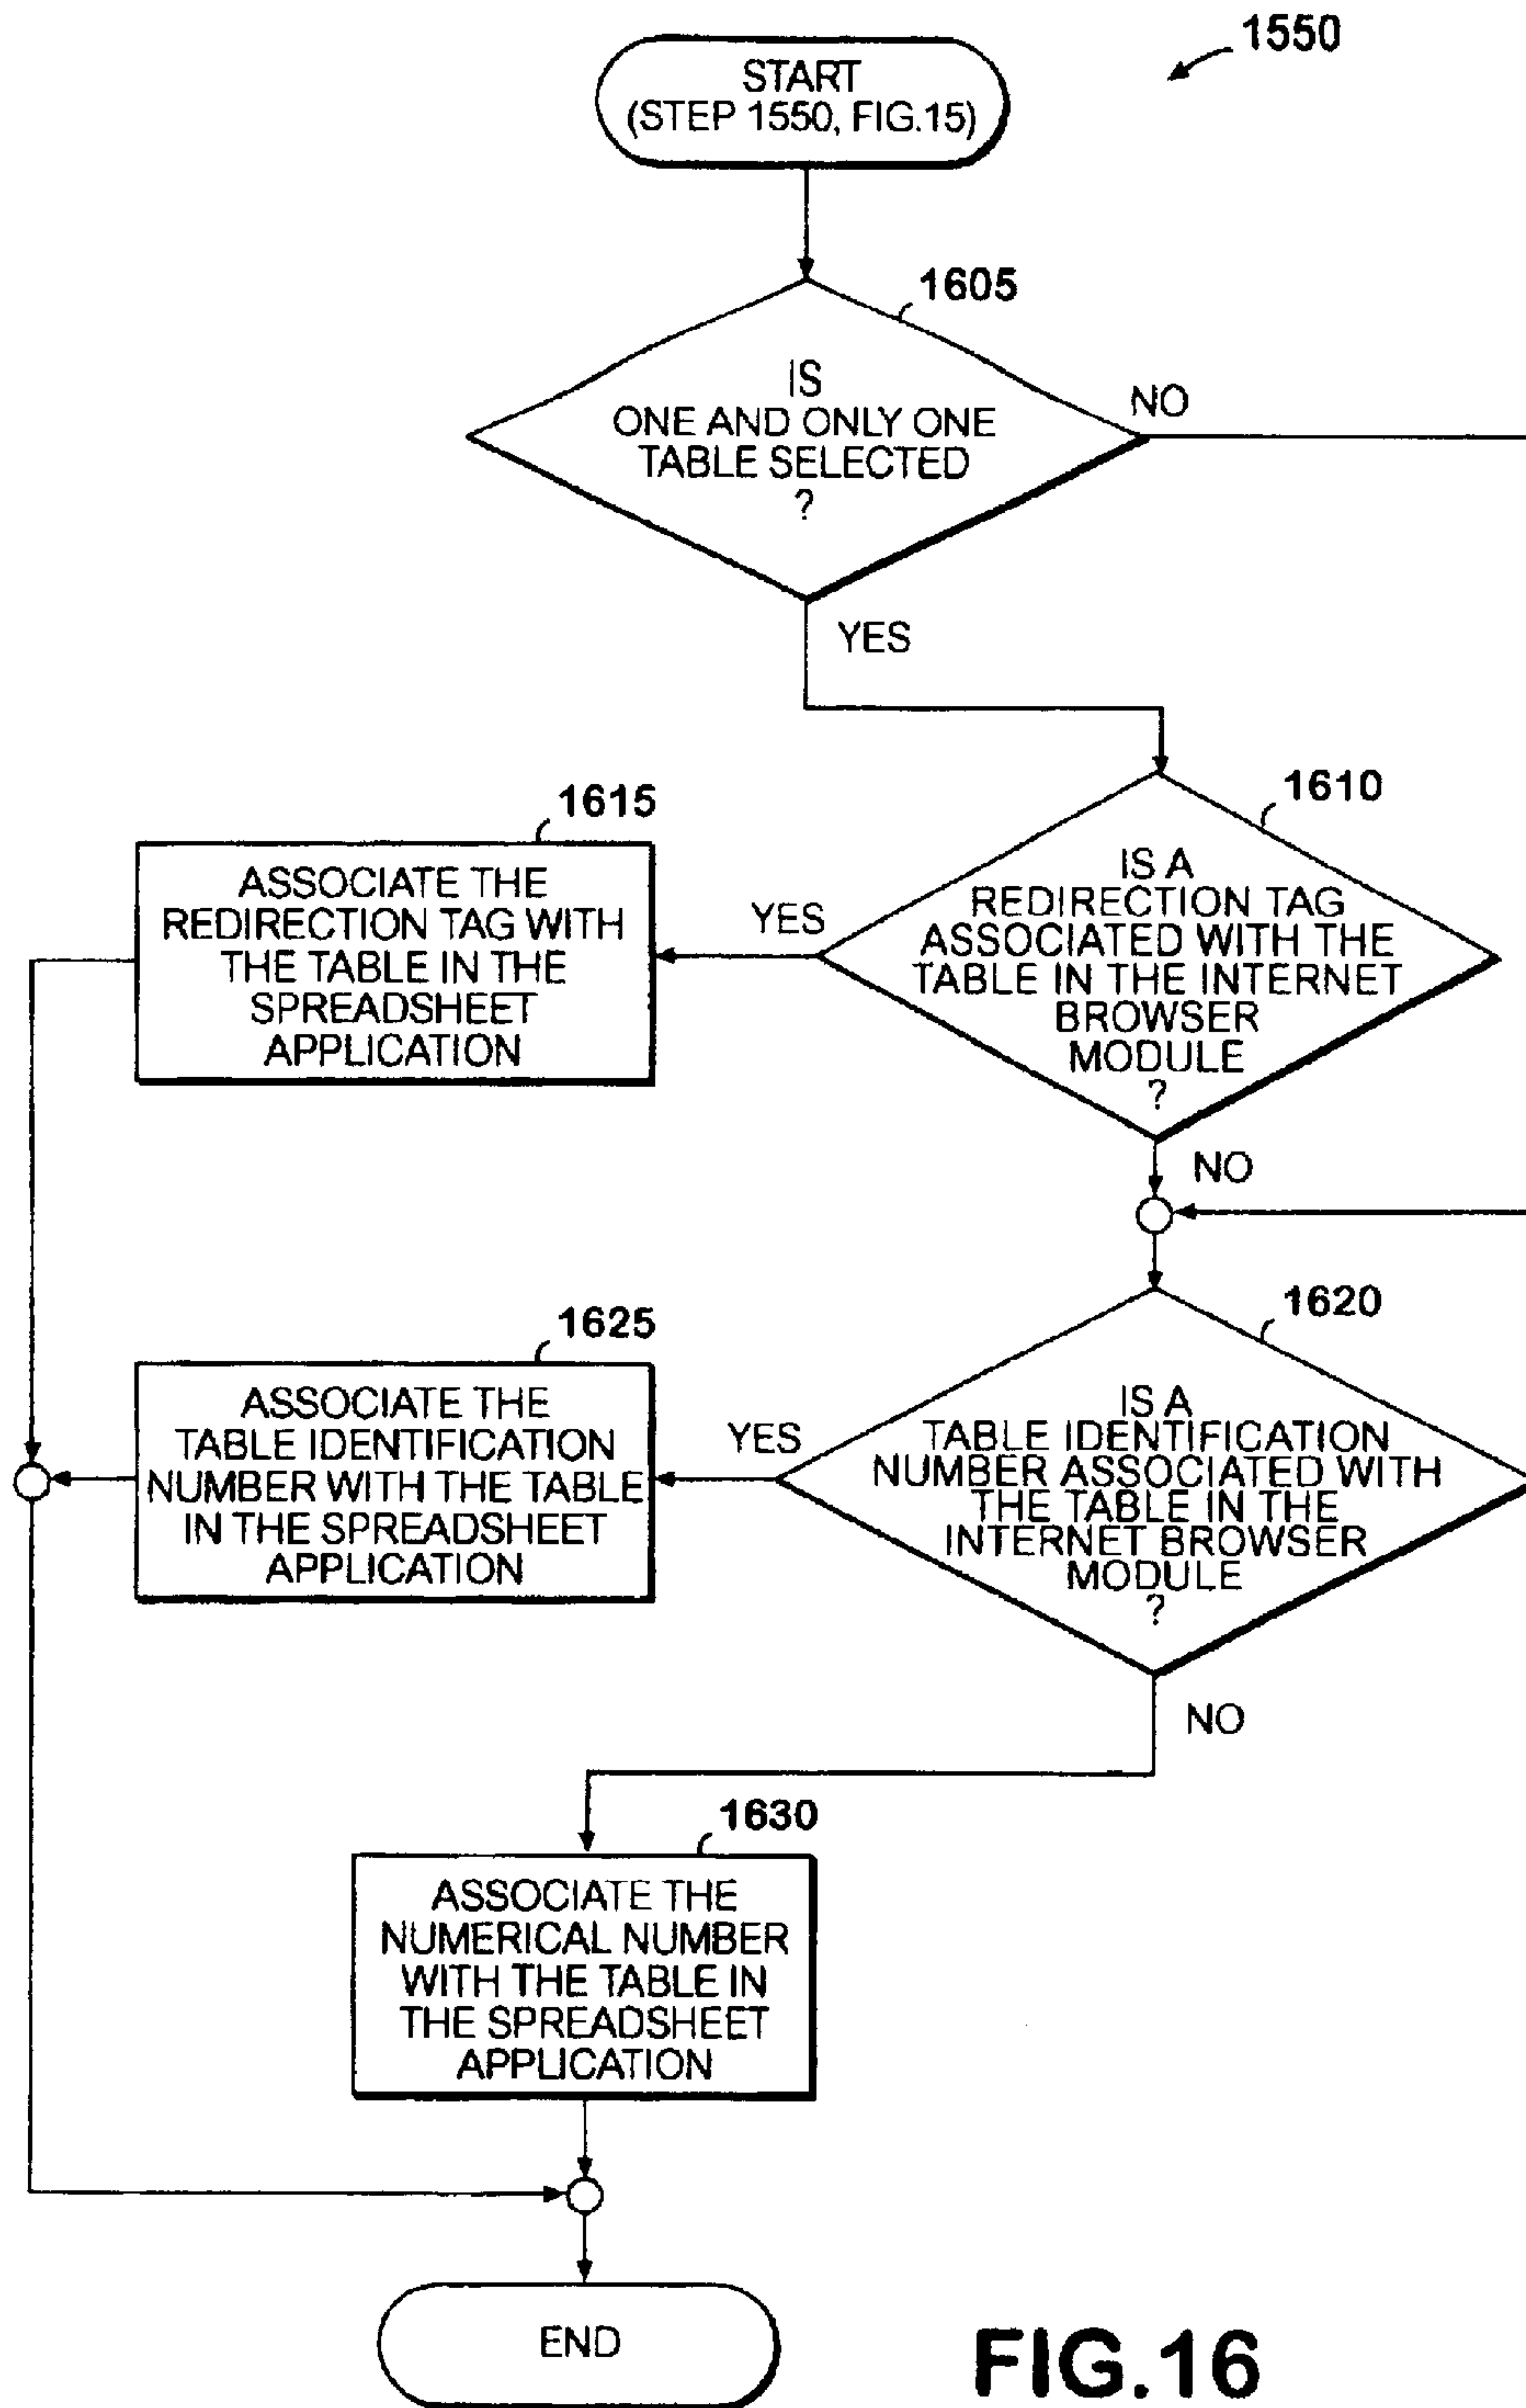 1550
START
(STEP 1550, FIG.15)
1605
IS
ONE AND ONLY ONE
TABLE SELECTED
?
NO
YES
1610
IS A
REDIRECTION TAG
ASSOCIATED WITH THE
TABLE IN THE INTERNET
BROWSER
MODULE
?
YES
1615
ASSOCIATE THE
REDIRECTION TAG WITH
THE TABLE IN THE
SPREADSHEET
APPLICATION
NO
1620
IS A
TABLE IDENTIFICATION
NUMBER ASSOCIATED WITH
THE TABLE IN THE
INTERNET BROWSER
MODULE
?
YES
1625
ASSOCIATE THE
TABLE IDENTIFICATION
NUMBER WITH THE TABLE
IN THE SPREADSHEET
APPLICATION
NO
1630
ASSOCIATE THE
NUMERICAL NUMBER
WITH THE TABLE IN
THE SPREADSHEET
APPLICATION
END
FIG.16